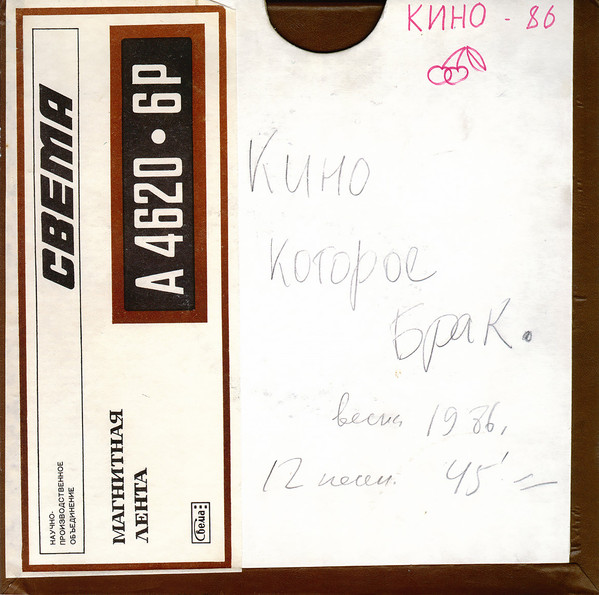 КИНО - 86
Кино
которое
Брак.
весна 1986,
12 песен. 45'=
СВЕМА
А 4620 • 6Р
МАГНИТНАЯ
ЛЕНТА
НАУЧНО-
ПРОИЗВОДСТВЕННОЕ
ОБЪЕДИНЕНИЕ
Свема